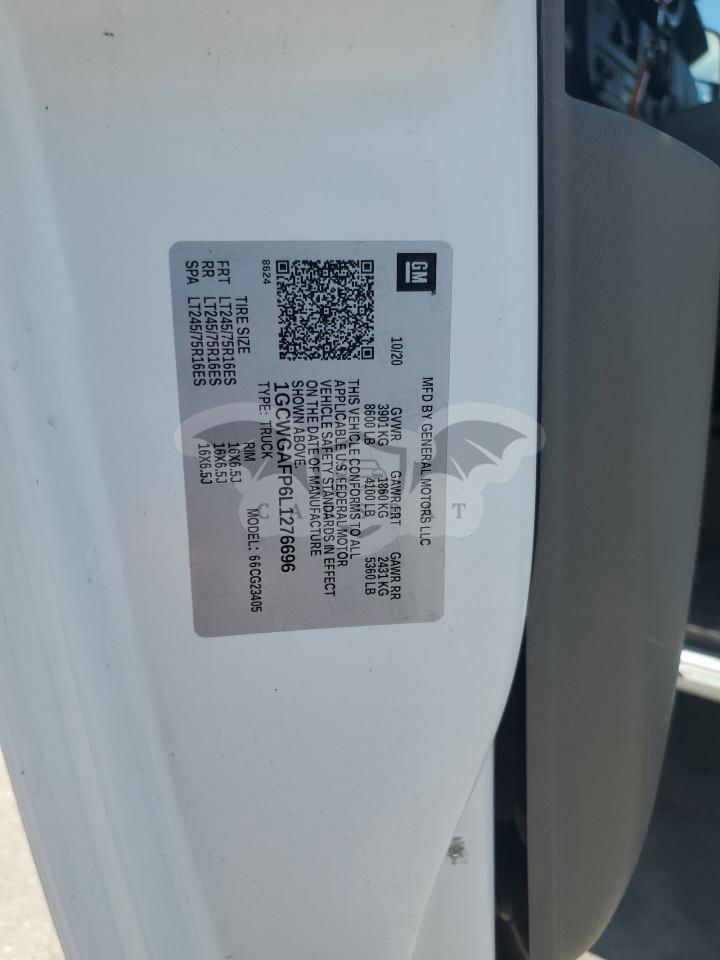 GM
MFD BY GENERAL MOTORS LLC
10/20
GVWR GAWR FRT GAWR RR
3901 KG 1860 KG 2431 KG
8600 LB 4100 LB 5360 LB
THIS VEHICLE CONFORMS TO ALL
APPLICABLE U.S. FEDERAL MOTOR
VEHICLE SAFETY STANDARDS IN EFFECT
ON THE DATE OF MANUFACTURE
SHOWN ABOVE.
1GCWGAFP6L1276696
8624
TYPE: TRUCK MODEL: 66CG23405
TIRE SIZE RIM
FRT LT245/75R16ES 16X6.5J
RR LT245/75R16ES 16X6.5J
SPA LT245/75R16ES 16X6.5J